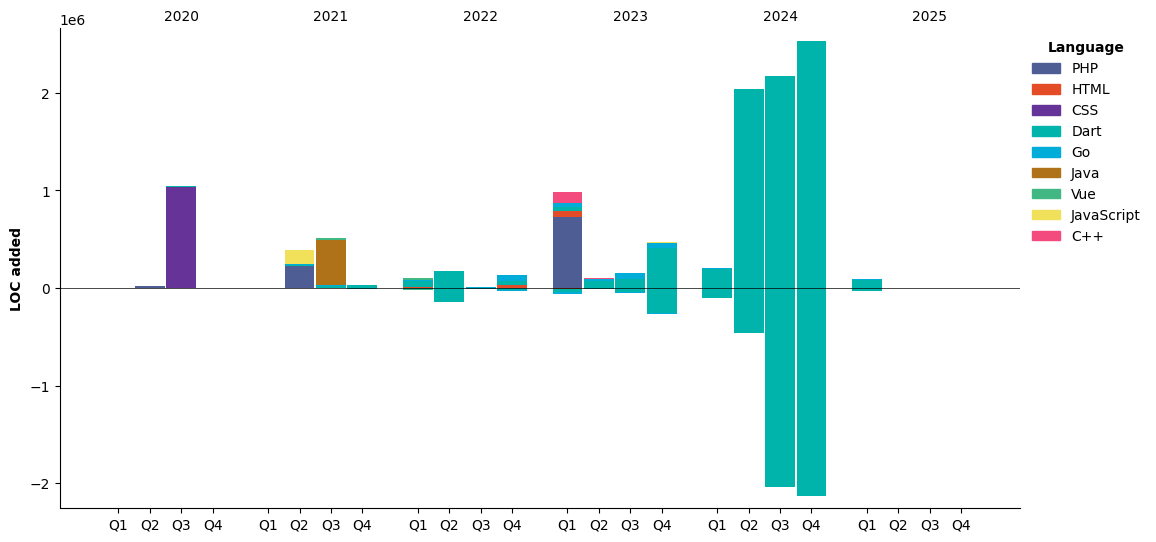 1e6
2020 2021 2022 2023 2024 2025
LOC added
2
1
0
−1
−2
Q1 Q2 Q3 Q4 Q1 Q2 Q3 Q4 Q1 Q2 Q3 Q4 Q1 Q2 Q3 Q4 Q1 Q2 Q3 Q4 Q1 Q2 Q3 Q4
Language
PHP
HTML
CSS
Dart
Go
Java
Vue
JavaScript
C++